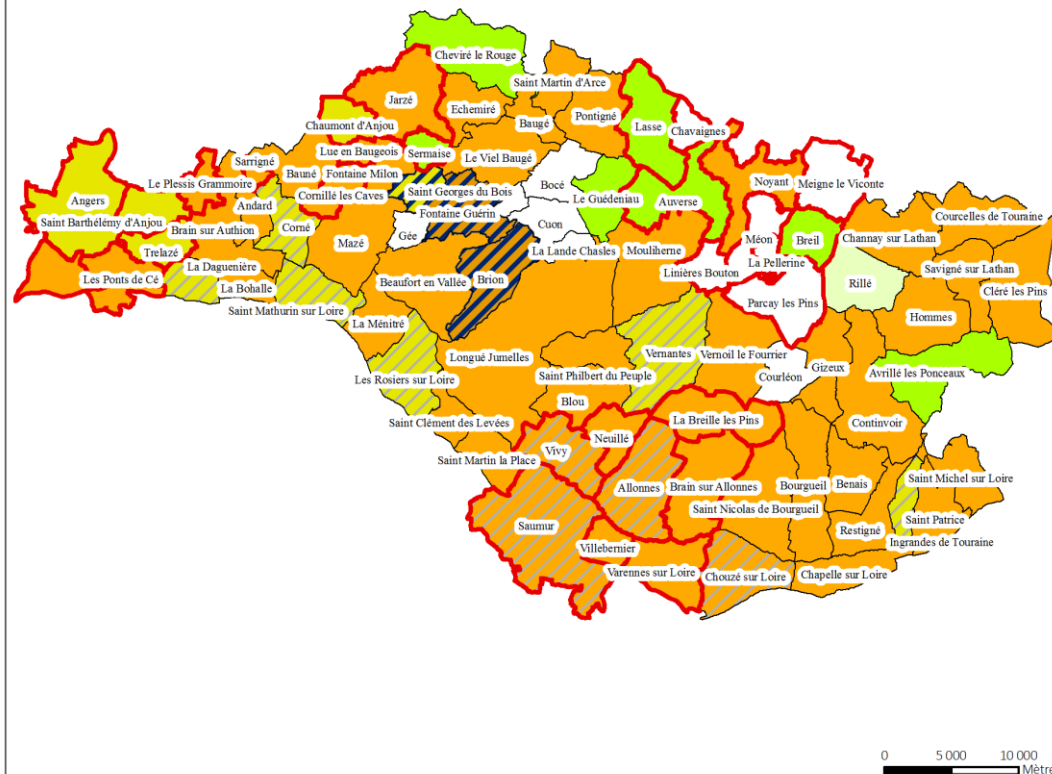 Cheviré le Rouge
Saint Martin d'Arce
Jarzé
Echemiré
Pontigné
Baugé
Lasse
Chavaignes
Chaumont d'Anjou
Lue en Baugeois
Sermaise
Le Viel Baugé
Sarrigné
Bauné
Fontaine Milon
Le Plessis Grammoire
Cornillé les Caves
Saint Georges du Bois
Bocé
Noyant
Meigne le Viconte
Angers
Andard
Le Guédeniau
Auverse
Saint Barthélémy d'Anjou
Brain sur Authion
Corné
Fontaine Guérin
Cuon
Courcelles de Touraine
Gée
Mazé
Méon
Breil
Channay sur Lathan
Trelazé
La Lande Chasles
Mouliherne
La Pellerine
La Daguenière
Les Ponts de Cé
Linières Bouton
Savigné sur Lathan
La Bohalle
Beaufort en Vallée
Brion
Rillé
Cléré les Pins
Saint Mathurin sur Loire
Parcay les Pins
Hommes
La Ménitré
Longué Jumelles
Vernantes
Vernoil le Fourrier
Gizeux
Les Rosiers sur Loire
Saint Philbert du Peuple
Courléon
Avrillé les Ponceaux
Blou
Saint Clément des Levées
La Breille les Pins
Continvoir
Neuillé
Vivy
Saint Martin la Place
Allonnes
Brain sur Allonnes
Bourgueil
Benais
Saint Michel sur Loire
Saint Nicolas de Bourgueil
Saumur
Saint Patrice
Restigné
Ingrandes de Touraine
Villebernier
Varennes sur Loire
Chouzé sur Loire
Chapelle sur Loire
0 5 000 10 000
Mètre